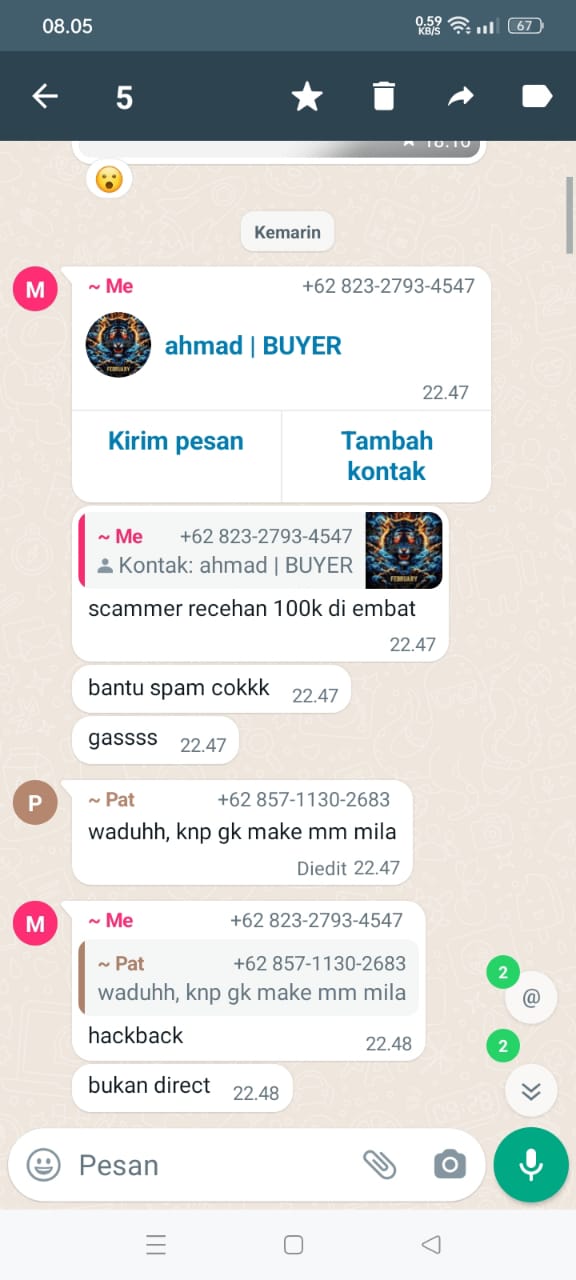 08.05
0.59 KB/S
67
5
18.10
Kemarin
M
~ Me +62 823-2793-4547
ahmad | BUYER
FEBRUARY
22.47
Kirim pesan
Tambah kontak
~ Me +62 823-2793-4547
Kontak: ahmad | BUYER
FEBRUARY
scammer recehan 100k di embat
22.47
bantu spam cokkk 22.47
gassss 22.47
P
~ Pat +62 857-1130-2683
waduhh, knp gk make mm mila
Diedit 22.47
M
~ Me +62 823-2793-4547
~ Pat +62 857-1130-2683
waduhh, knp gk make mm mila
hackback
22.48
2
@
2
bukan direct 22.48
Pesan